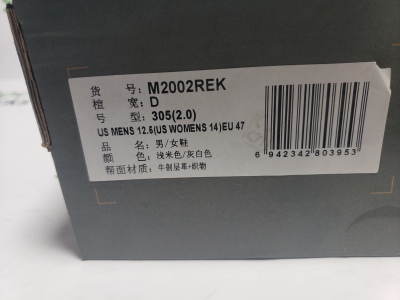 货 号: M2002REK
楦 宽: D
号 型: 305(2.0)
US MENS 12.5(US WOMENS 14)EU 47
品 名: 男/女鞋
颜 色: 浅米色/灰白色
帮面材质: 牛剖层革+织物
6 942342 803953